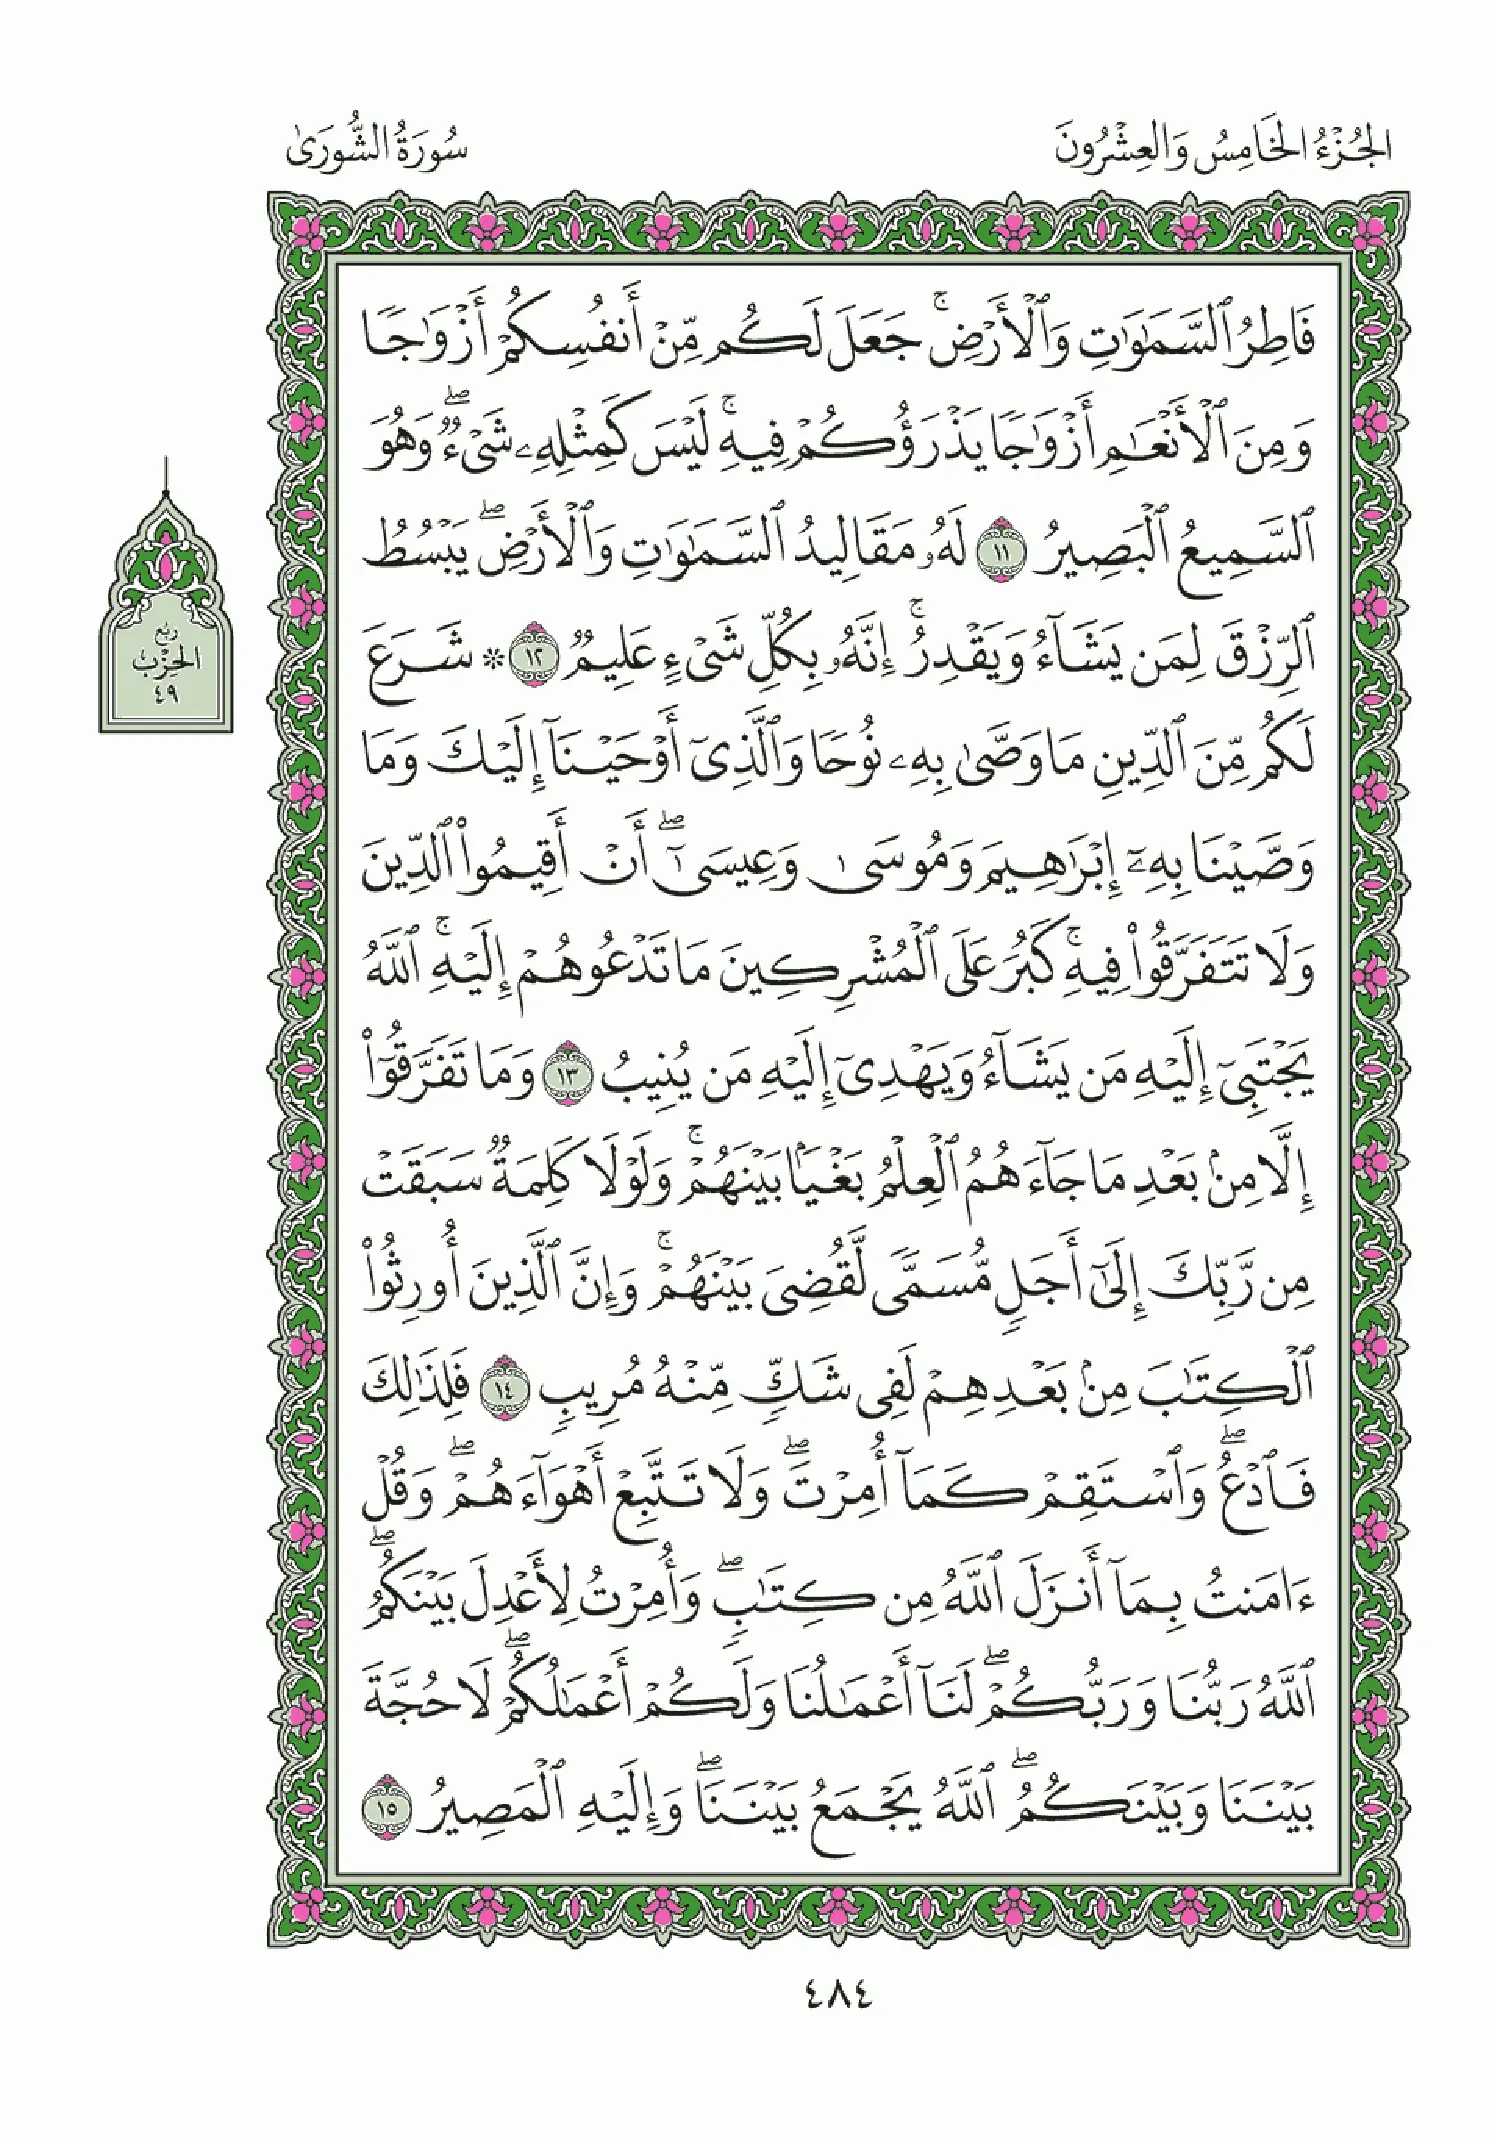 الجُزْءُ الخَامِسُ وَالعِشْرُونَ
سُورَةُ الشُّورَىٰ
فَاطِرُ ٱلسَّمَٰوَٰتِ وَٱلْأَرْضِۚ جَعَلَ لَكُم مِّنْ أَنفُسِكُمْ أَزْوَٰجًا
وَمِنَ ٱلْأَنْعَٰمِ أَزْوَٰجًا يَذْرَؤُكُمْ فِيهِۚ لَيْسَ كَمِثْلِهِۦ شَىْءٌۖ وَهُوَ
ٱلسَّمِيعُ ٱلْبَصِيرُ ١١ لَهُۥ مَقَالِيدُ ٱلسَّمَٰوَٰتِ وَٱلْأَرْضِۖ يَبْسُطُ
ٱلرِّزْقَ لِمَن يَشَآءُ وَيَقْدِرُۚ إِنَّهُۥ بِكُلِّ شَىْءٍ عَلِيمٌ ١٢ * شَرَعَ
لَكُم مِّنَ ٱلدِّينِ مَا وَصَّىٰ بِهِۦ نُوحًا وَٱلَّذِىٓ أَوْحَيْنَآ إِلَيْكَ وَمَا
وَصَّيْنَا بِهِۦٓ إِبْرَٰهِيمَ وَمُوسَىٰ وَعِيسَىٰٓۖ أَنْ أَقِيمُوا۟ ٱلدِّينَ
وَلَا تَتَفَرَّقُوا۟ فِيهِۚ كَبُرَ عَلَى ٱلْمُشْرِكِينَ مَا تَدْعُوهُمْ إِلَيْهِۚ ٱللَّهُ
يَجْتَبِىٓ إِلَيْهِ مَن يَشَآءُ وَيَهْدِىٓ إِلَيْهِ مَن يُنِيبُ ١٣ وَمَا تَفَرَّقُوٓا۟
إِلَّا مِنۢ بَعْدِ مَا جَآءَهُمُ ٱلْعِلْمُ بَغْيًۢا بَيْنَهُمْۚ وَلَوْلَا كَلِمَةٌ سَبَقَتْ
مِن رَّبِّكَ إِلَىٰٓ أَجَلٍ مُّسَمًّى لَّقُضِىَ بَيْنَهُمْۚ وَإِنَّ ٱلَّذِينَ أُورِثُوا۟
ٱلْكِتَٰبَ مِنۢ بَعْدِهِمْ لَفِى شَكٍّ مِّنْهُ مُرِيبٍ ١٤ فَلِذَٰلِكَ
فَٱدْعُۖ وَٱسْتَقِمْ كَمَآ أُمِرْتَۖ وَلَا تَتَّبِعْ أَهْوَآءَهُمْۖ وَقُلْ
ءَامَنتُ بِمَآ أَنزَلَ ٱللَّهُ مِن كِتَٰبٍۖ وَأُمِرْتُ لِأَعْدِلَ بَيْنَكُمُۖ
ٱللَّهُ رَبُّنَا وَرَبُّكُمْۖ لَنَآ أَعْمَٰلُنَا وَلَكُمْ أَعْمَٰلُكُمْۖ لَا حُجَّةَ
بَيْنَنَا وَبَيْنَكُمُۖ ٱللَّهُ يَجْمَعُ بَيْنَنَاۖ وَإِلَيْهِ ٱلْمَصِيرُ ١٥
رُبْع
الحِزْب
٤٩
٤٨٤